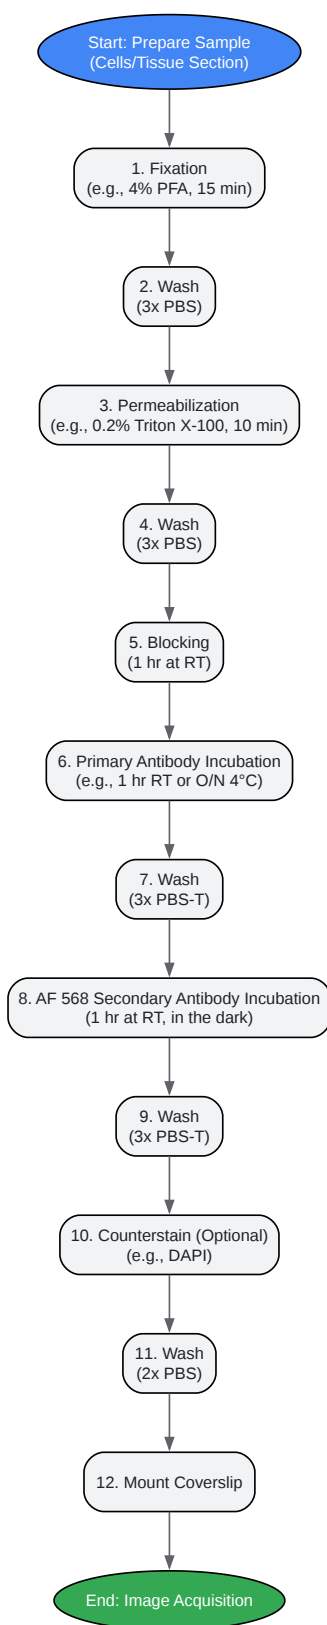 Start: Prepare Sample
(Cells/Tissue Section)
1. Fixation
(e.g., 4% PFA, 15 min)
2. Wash
(3x PBS)
3. Permeabilization
(e.g., 0.2% Triton X-100, 10 min)
4. Wash
(3x PBS)
5. Blocking
(1 hr at RT)
6. Primary Antibody Incubation
(e.g., 1 hr RT or O/N 4°C)
7. Wash
(3x PBS-T)
8. AF 568 Secondary Antibody Incubation
(1 hr at RT, in the dark)
9. Wash
(3x PBS-T)
10. Counterstain (Optional)
(e.g., DAPI)
11. Wash
(2x PBS)
12. Mount Coverslip
End: Image Acquisition